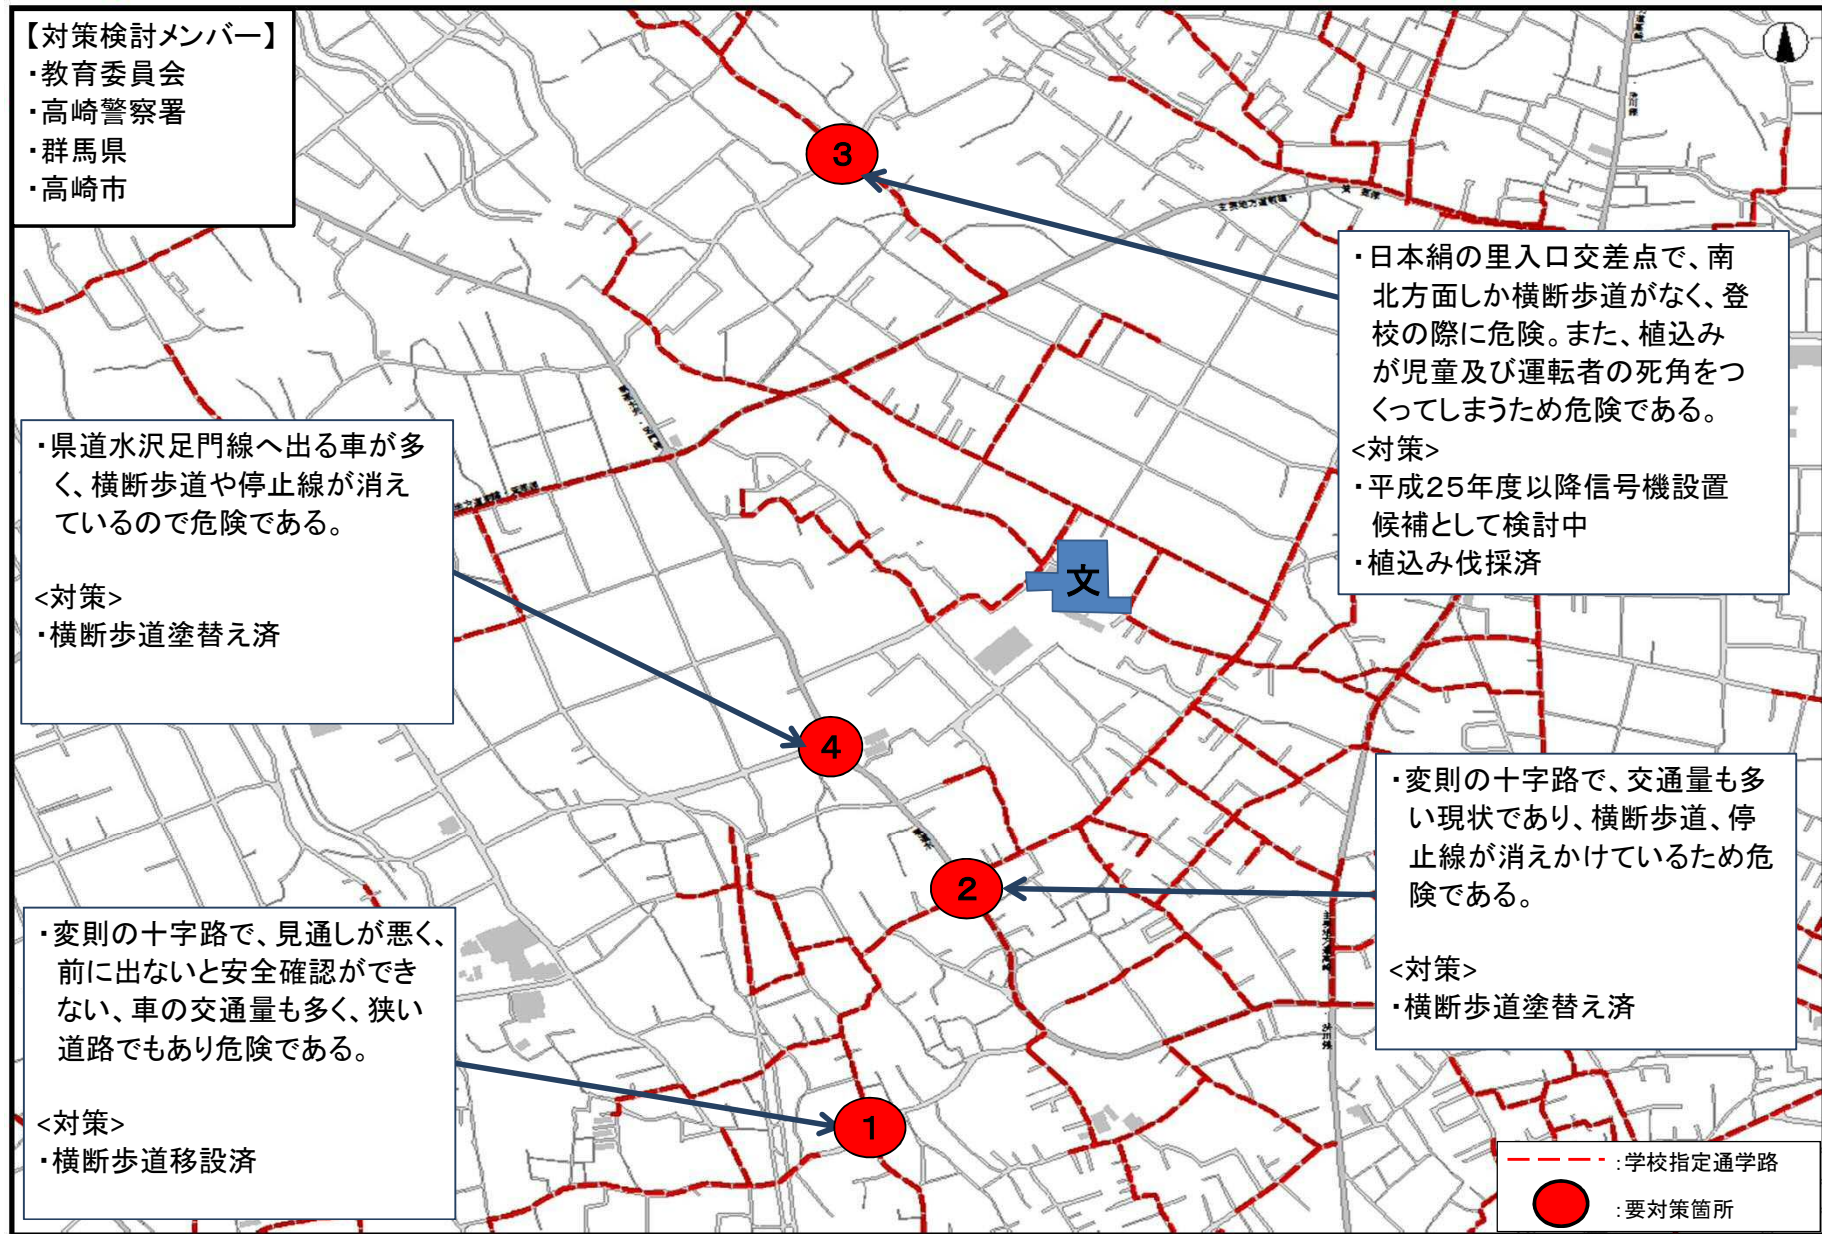 【対策検討メンバー】
・教育委員会
・高崎警察署
・群馬県
・高崎市
3
・日本絹の里入口交差点で、南
北方面しか横断歩道がなく、登
校の際に危険。また、植込み
が児童及び運転者の死角をつ
くってしまうため危険である。
<対策>
・平成25年度以降信号機設置
候補として検討中
・植込み伐採済
・県道水沢足門線へ出る車が多
く、横断歩道や停止線が消え
ているので危険である。
<対策>
・横断歩道塗替え済
文
4
・変則の十字路で、交通量も多
い現状であり、横断歩道、停
止線が消えかけているため危
険である。
<対策>
・横断歩道塗替え済
2
・変則の十字路で、見通しが悪く、
前に出ないと安全確認ができ
ない、車の交通量も多く、狭い
道路でもあり危険である。
<対策>
・横断歩道移設済
1
:学校指定通学路
:要対策箇所